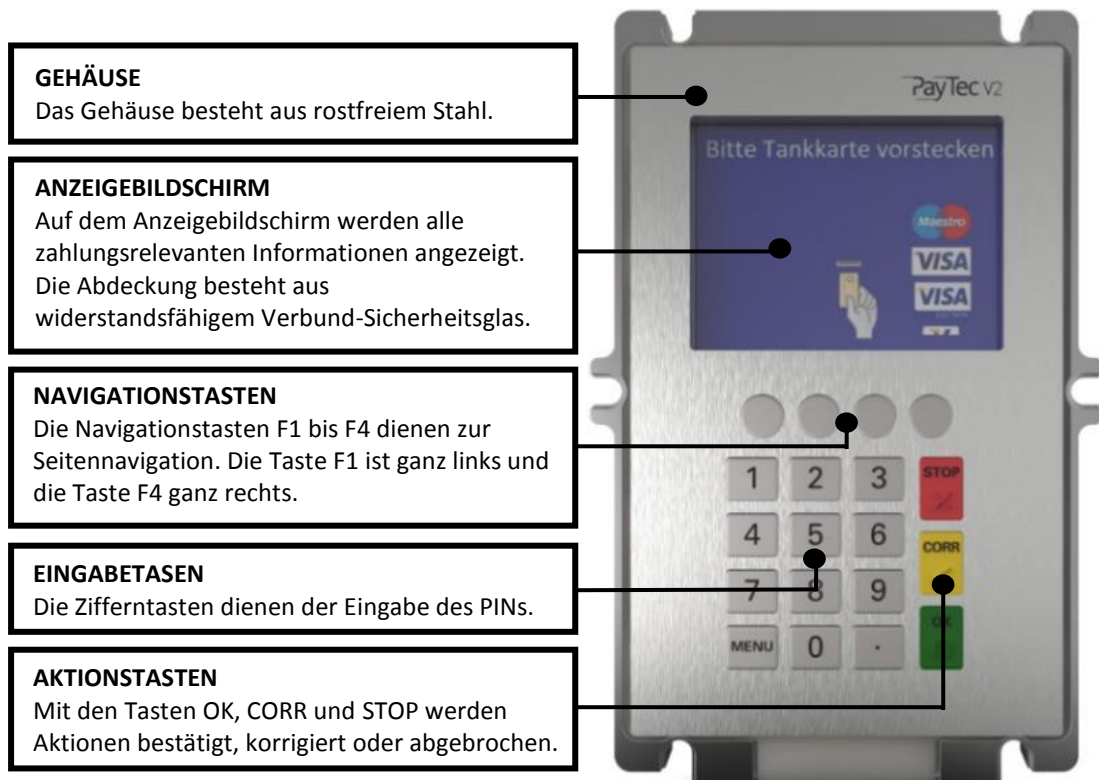 GEHÄUSE
Das Gehäuse besteht aus rostfreiem Stahl.
ANZEIGEBILDSCHIRM
Auf dem Anzeigebildschirm werden alle
zahlungsrelevanten Informationen angezeigt.
Die Abdeckung besteht aus
widerstandsfähigem Verbund-Sicherheitsglas.
NAVIGATIONSTASTEN
Die Navigationstasten F1 bis F4 dienen zur
Seitennavigation. Die Taste F1 ist ganz links und
die Taste F4 ganz rechts.
EINGABETASEN
Die Zifferntasten dienen der Eingabe des PINs.
AKTIONSTASTEN
Mit den Tasten OK, CORR und STOP werden
Aktionen bestätigt, korrigiert oder abgebrochen.
PayTec V2
Bitte Tankkarte vorstecken
Maestro
VISA
VISA
1 2 3 STOP
4 5 6 CORR
7 8 9 OK
MENU 0 .